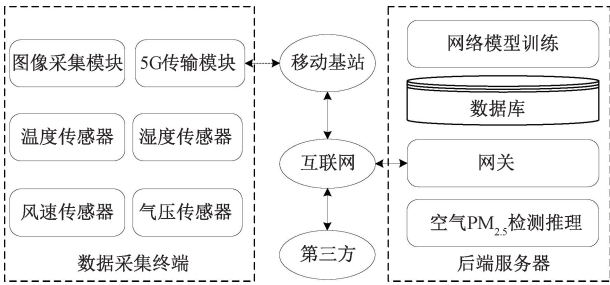 图像采集模块
5G传输模块
温度传感器
湿度传感器
风速传感器
气压传感器
数据采集终端
移动基站
互联网
第三方
网络模型训练
数据库
网关
空气PM2.5检测推理
后端服务器